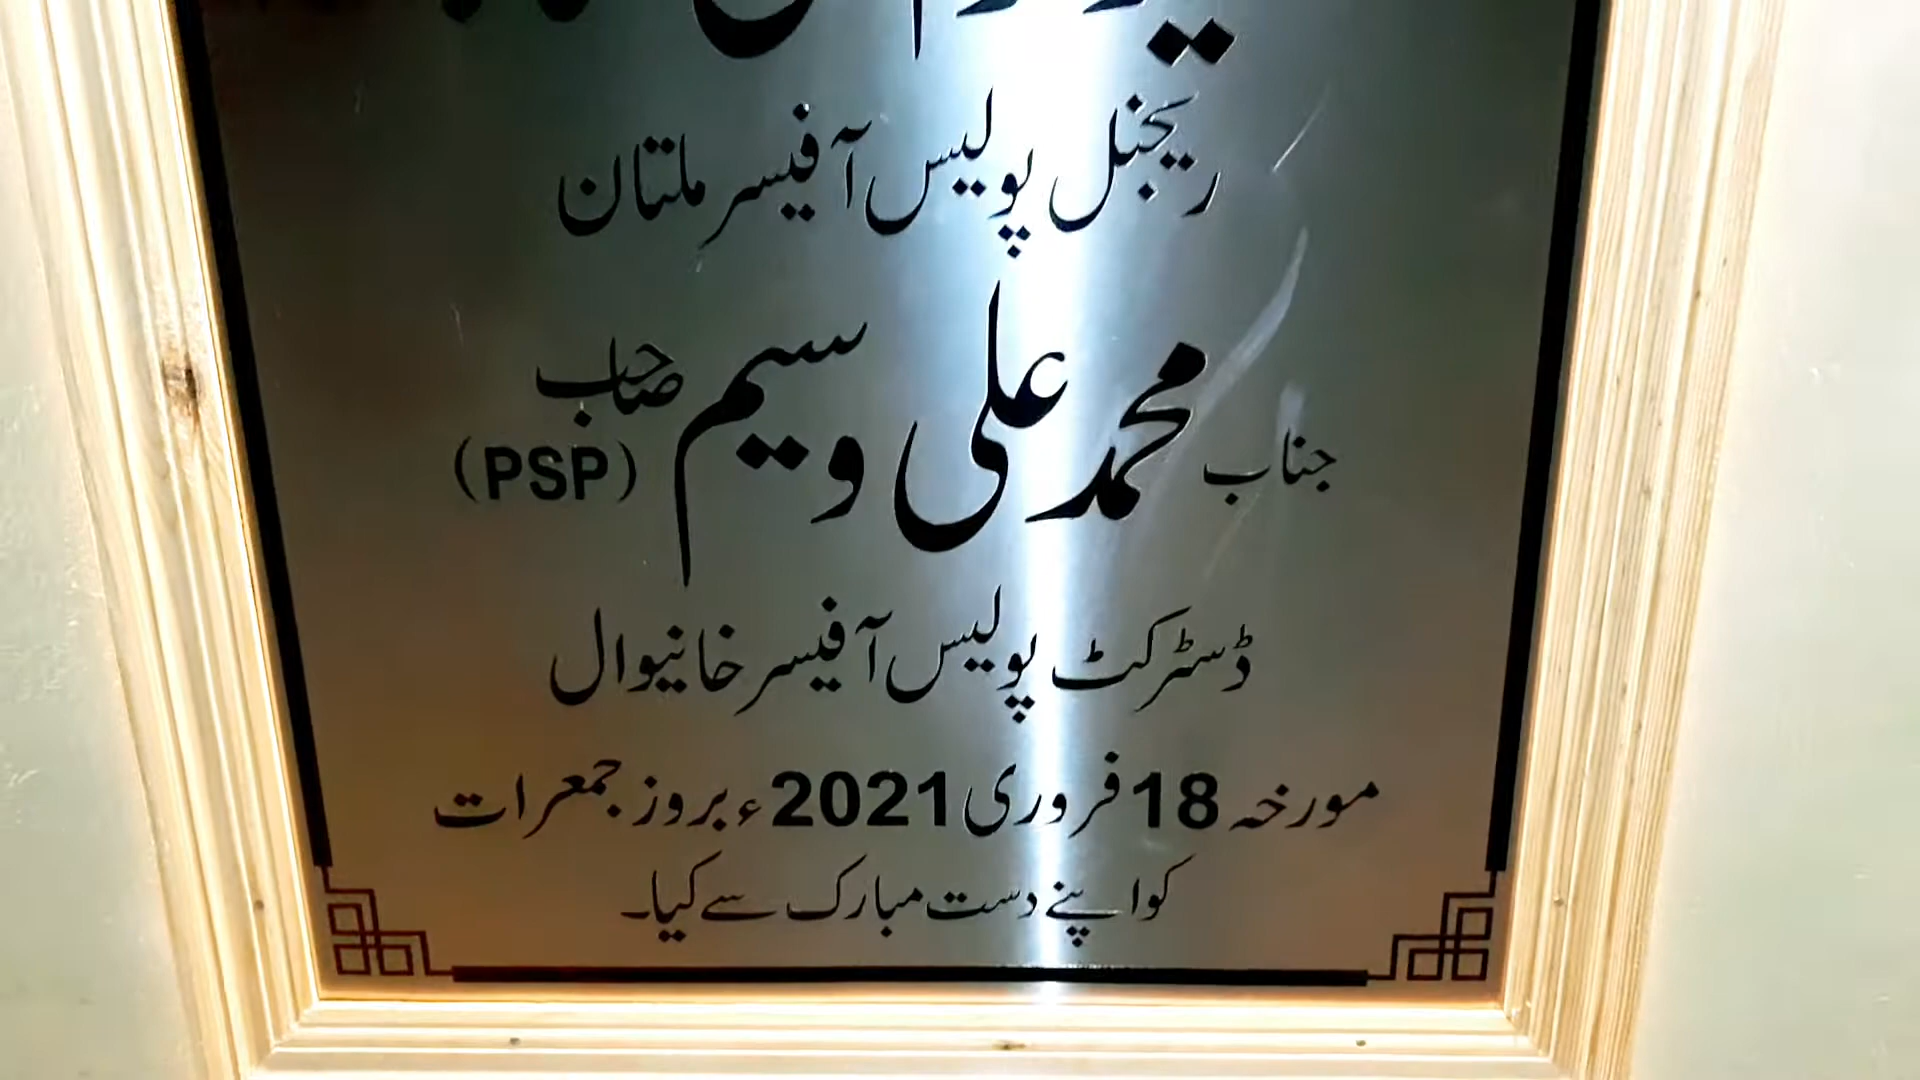 ریجنل پولیس آفیسر ملتان
جناب محمد علی وسیم صاحب (PSP)
ڈسٹرکٹ پولیس آفیسر خانیوال
مورخہ 18 فروری 2021ء بروز جمعرات
کو اپنے دست مبارک سے کیا۔